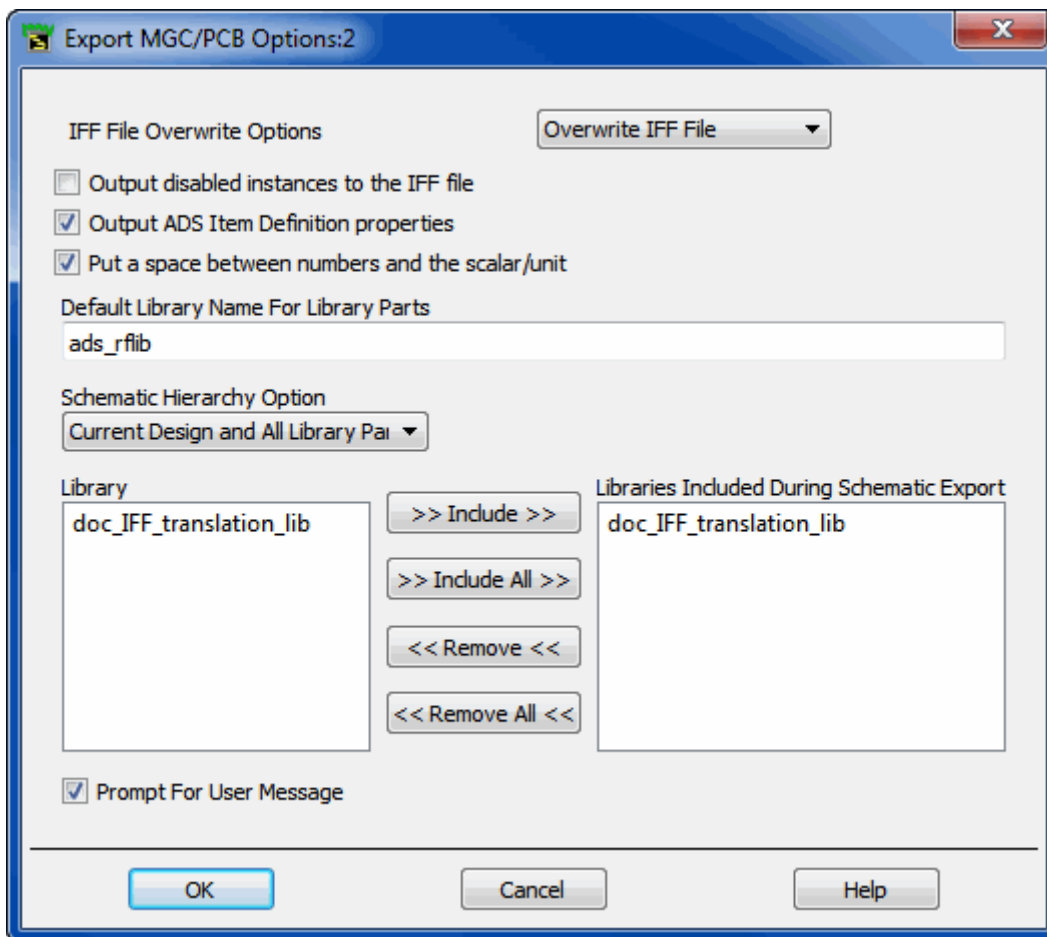 Export MGC/PCB Options:2
IFF File Overwrite Options
Overwrite IFF File
Output disabled instances to the IFF file
Output ADS Item Definition properties
Put a space between numbers and the scalar/unit
Default Library Name For Library Parts
ads_rflib
Schematic Hierarchy Option
Current Design and All Library Par
Library
Libraries Included During Schematic Export
doc_IFF_translation_lib
>> Include >>
doc_IFF_translation_lib
>> Include All >>
<< Remove <<
<< Remove All <<
Prompt For User Message
OK
Cancel
Help